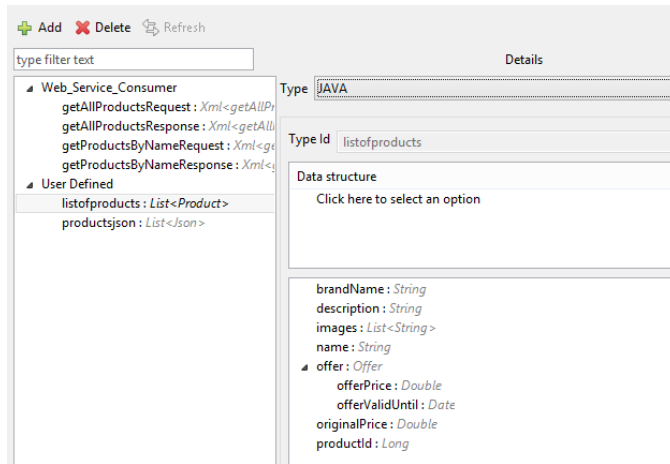 Add Delete Refresh
type filter text
Details
Web_Service_Consumer
getAllProductsRequest : Xml<getAllPr
getAllProductsResponse : Xml<getAll
getProductsByNameRequest : Xml<ge
getProductsByNameResponse : Xml<g
User Defined
listofproducts : List<Product>
productsjson : List<Json>
Type JAVA
Type Id listofproducts
Data structure
Click here to select an option
brandName : String
description : String
images : List<String>
name : String
offer : Offer
offerPrice : Double
offerValidUntil : Date
originalPrice : Double
productId : Long